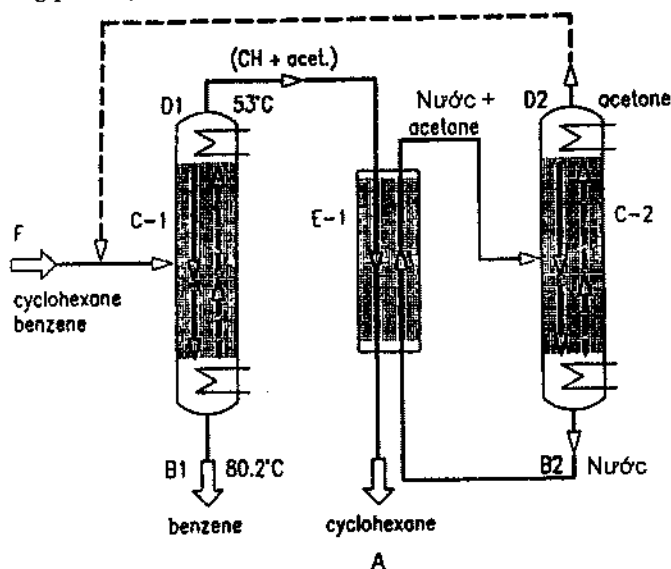 (CH + acet.)
D1
53°C
Nước +
acetone
D2
acetone
F
C-1
E-1
C-2
cyclohexane
benzene
B1
80.2°C
B2
Nước
benzene
cyclohexane
A